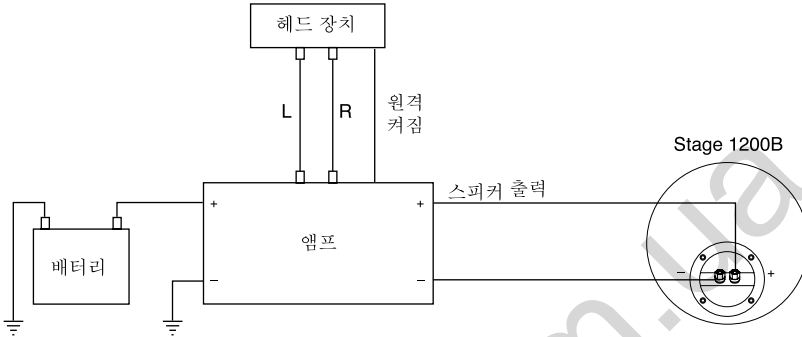 헤드 장치
L
R
원격
켜짐
Stage 1200B
스피커 출력
+
+
앰프
배터리
−
+
−
−
m.ua